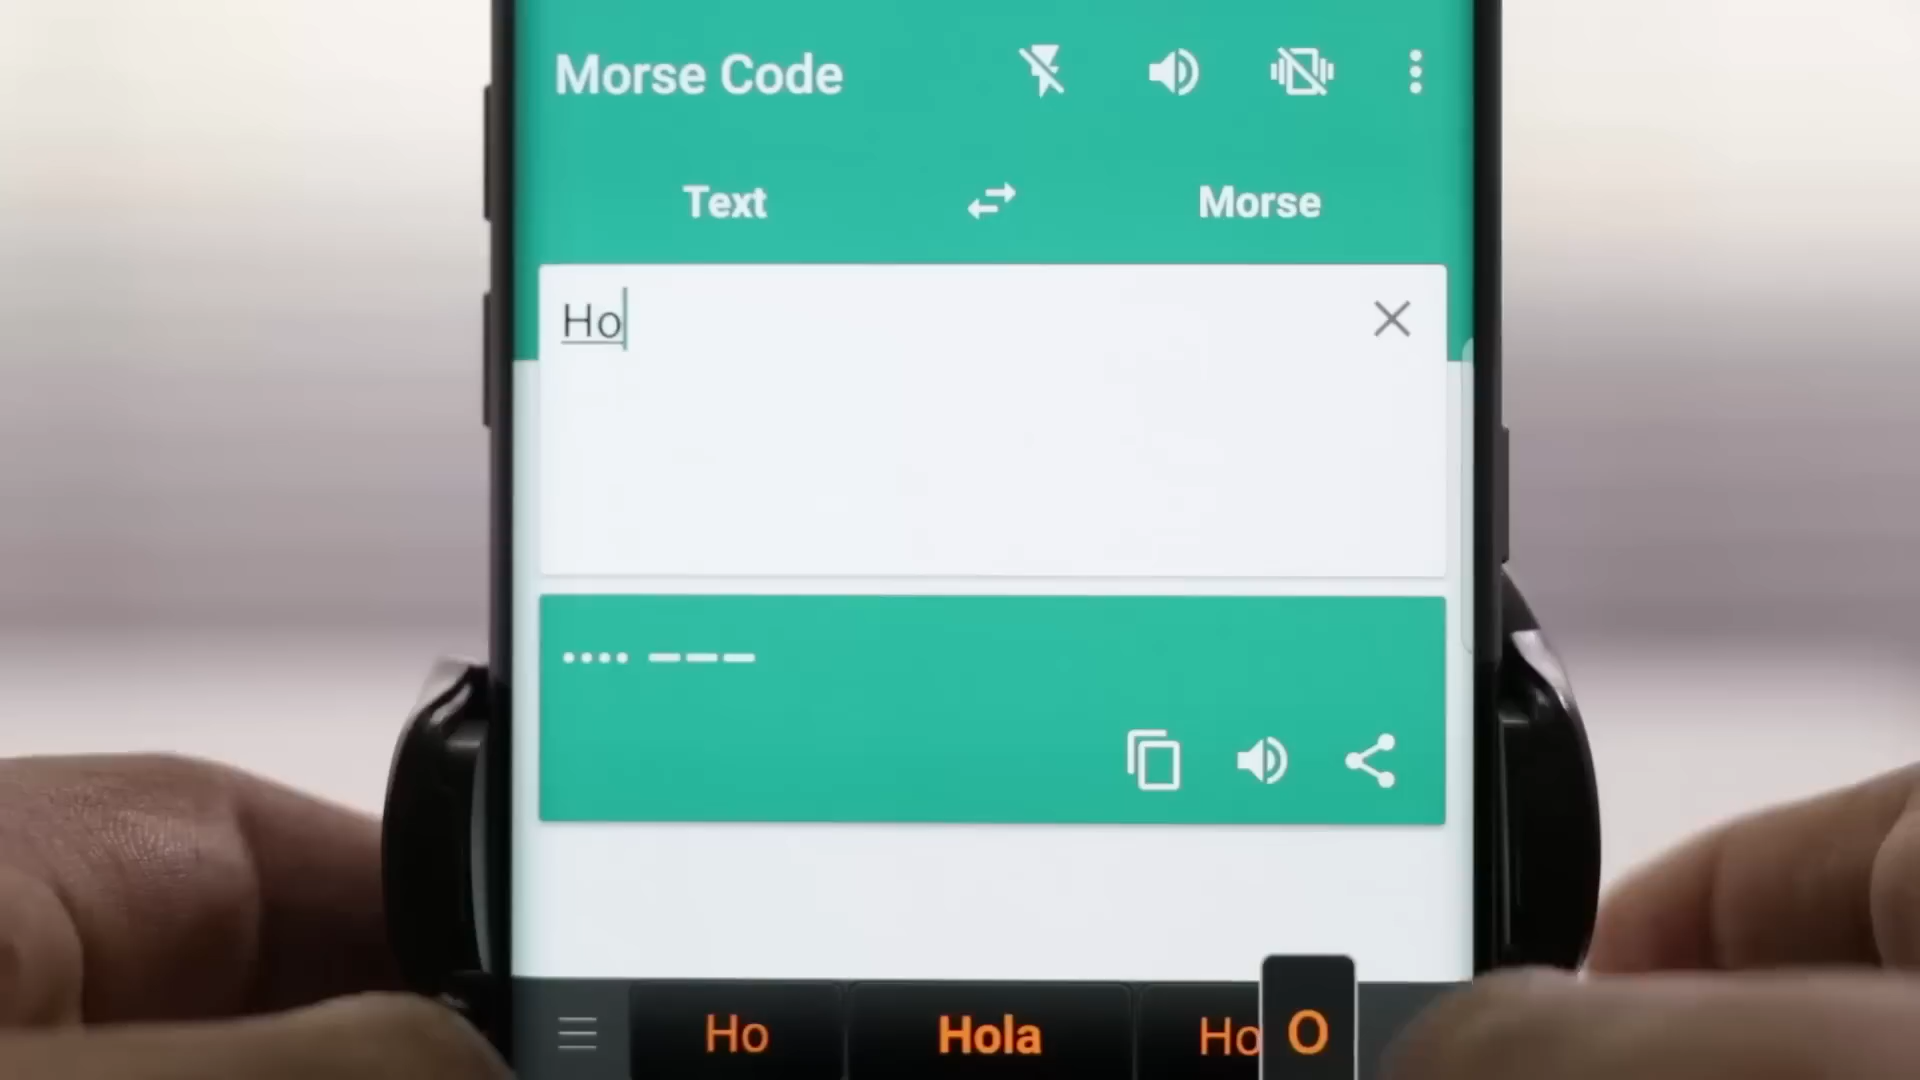 Morse Code
Text Morse
Ho
•••• ———
Ho Hola Ho O